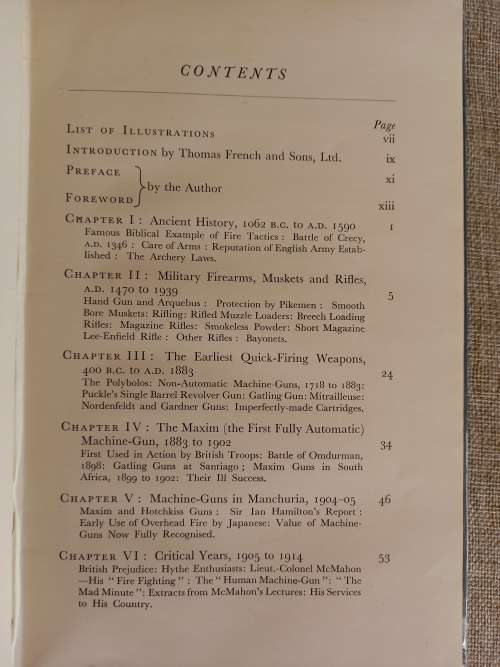 CONTENTS
Page
LIST OF ILLUSTRATIONS vii
INTRODUCTION by Thomas French and Sons, Ltd. ix
PREFACE xi
by the Author
FOREWORD xiii
CHAPTER I : Ancient History, 1062 B.C. to A.D. 1590 1
Famous Biblical Example of Fire Tactics : Battle of Crecy,
A.D. 1346 : Care of Arms : Reputation of English Army Estab-
lished : The Archery Laws.
CHAPTER II : Military Firearms, Muskets and Rifles,
A.D. 1470 to 1939 5
Hand Gun and Arquebus : Protection by Pikemen : Smooth
Bore Muskets: Rifling: Rifled Muzzle Loaders: Breech Loading
Rifles: Magazine Rifles: Smokeless Powder: Short Magazine
Lee-Enfield Rifle : Other Rifles : Bayonets.
CHAPTER III : The Earliest Quick-Firing Weapons,
400 B.C. to A.D. 1883 24
The Polybolos: Non-Automatic Machine-Guns, 1718 to 1883:
Puckle's Single Barrel Revolver Gun: Gatling Gun: Mitrailleuse:
Nordenfeldt and Gardner Guns: Imperfectly-made Cartridges.
CHAPTER IV : The Maxim (the First Fully Automatic)
Machine-Gun, 1883 to 1902 34
First Used in Action by British Troops: Battle of Omdurman,
1898: Gatling Guns at Santiago ; Maxim Guns in South
Africa, 1899 to 1902: Their Ill Success.
CHAPTER V : Machine-Guns in Manchuria, 1904-05 46
Maxim and Hotchkiss Guns : Sir Ian Hamilton's Report :
Early Use of Overhead Fire by Japanese: Value of Machine-
Guns Now Fully Recognised.
CHAPTER VI : Critical Years, 1905 to 1914 53
British Prejudice: Hythe Enthusiasts: Lieut.-Colonel McMahon
—His "Fire Fighting" : The "Human Machine-Gun": "The
Mad Minute": Extracts from McMahon's Lectures: His Services
to His Country.